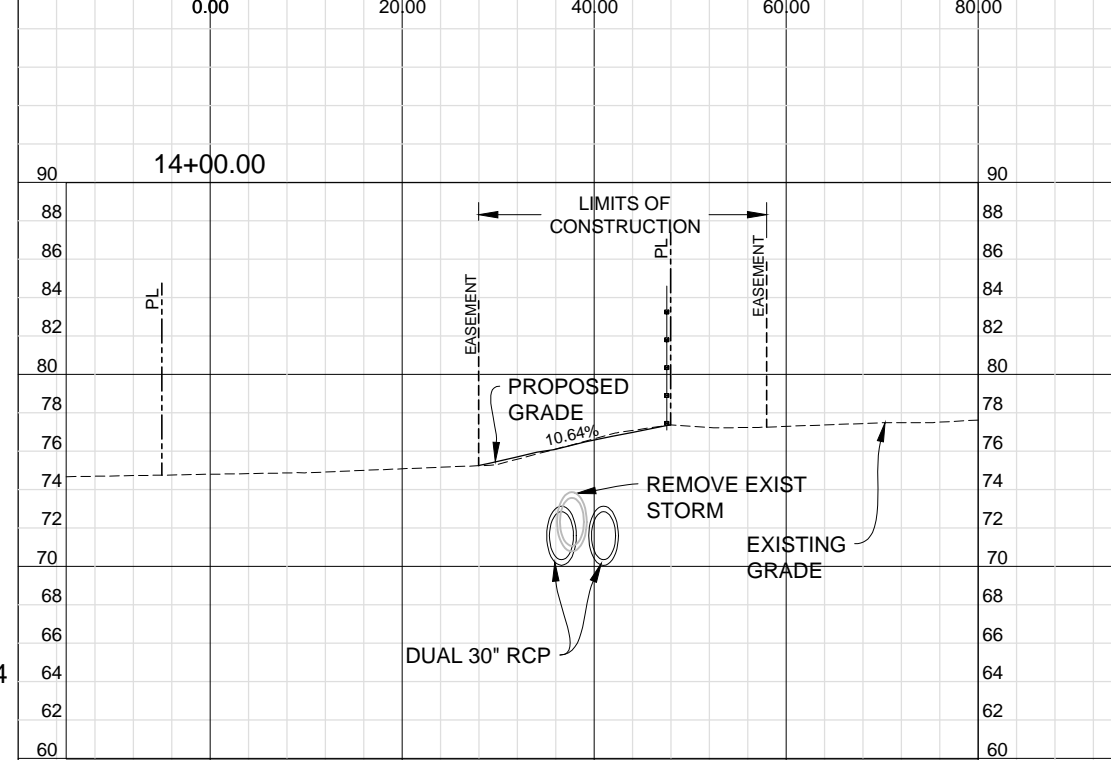 0.00 20.00 40.00 60.00 80.00
14+00.00
90 90
LIMITS OF
CONSTRUCTION
88 88
86 86
PL
EASEMENT
84 84
PL
EASEMENT
82 82
80 80
PROPOSED
GRADE
78 78
10.64%
76 76
74 74
REMOVE EXIST
STORM
72 72
EXISTING
GRADE
70 70
68 68
66 66
DUAL 30" RCP
4
64 64
62 62
60 60